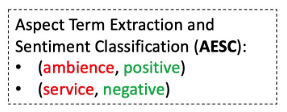 Aspect Term Extraction and
Sentiment Classification (AESC):
• (ambience, positive)
• (service, negative)